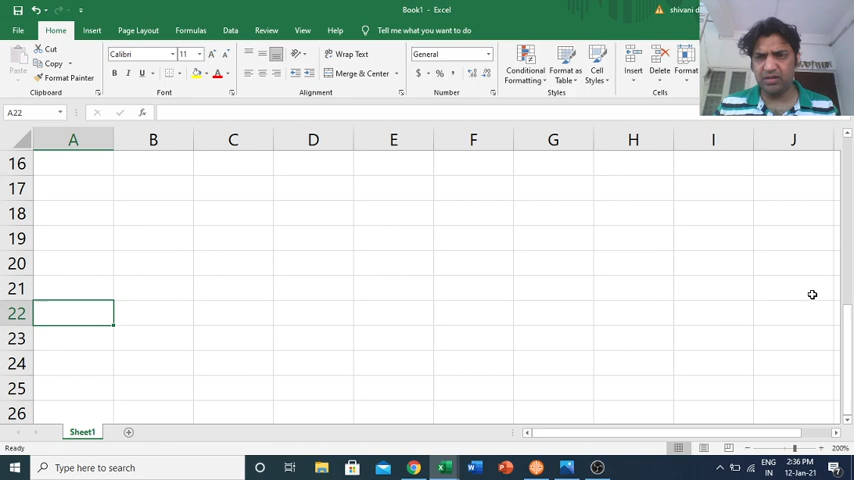 Book1 - Excel
shivani d
File Home Insert Page Layout Formulas Data Review View Help Tell me what you want to do
Cut
Copy
Format Painter
Paste
Clipboard
Calibri 11
B I U
Font
Wrap Text
Merge & Center
Alignment
General
$ % ,
Number
Conditional Formatting
Format as Table
Cell Styles
Styles
Insert Delete Format
Cells
A22
fx
A B C D E F G H I J
16
17
18
19
20
21
22
23
24
25
26
Sheet1
Ready
200%
Type here to search
ENG
IN
2:36 PM
12-Jan-21